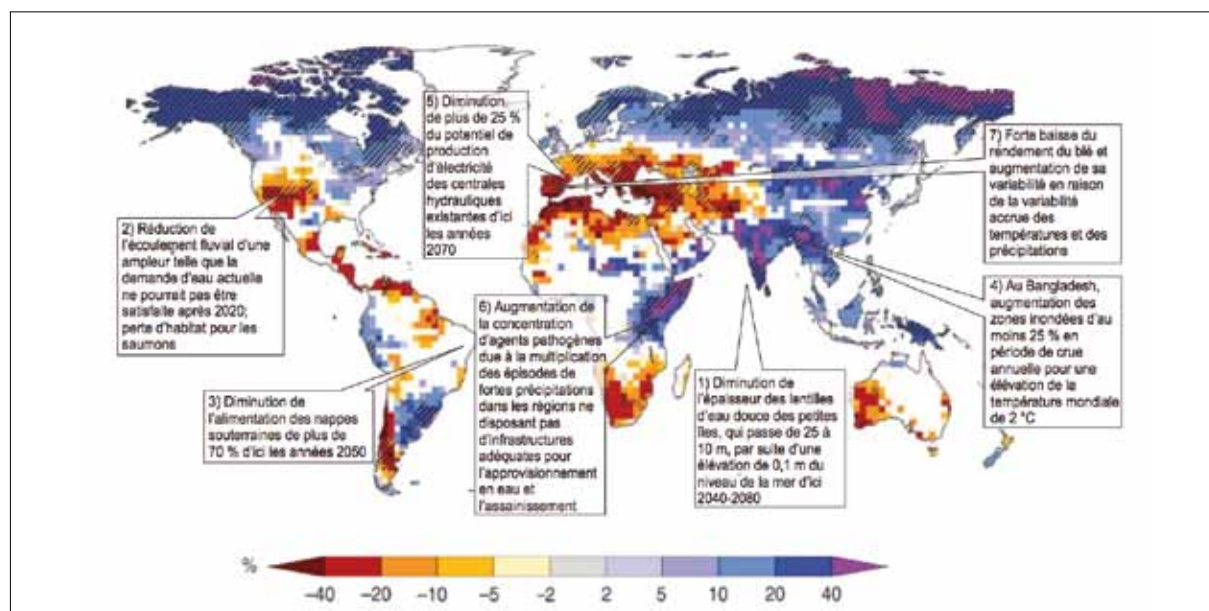 5) Diminution,
de plus de 25 %
du potentiel de
production
d'électricité
des centrales
hydrauliques
existantes d'ici
les années
2070
7) Forte baisse du
rendement du blé et
augmentation de sa
variabilité en raison
de la variabilité
accrue des
températures et des
précipitations
2) Réduction de
l'écoulement fluvial d'une
ampleur telle que la
demande d'eau actuelle
ne pourrait pas être
satisfaite après 2020;
perte d'habitat pour les
saumons
6) Augmentation de
la concentration
d'agents pathogènes
due à la multiplication
des épisodes de
fortes précipitations
dans les régions ne
disposant pas
d'infrastructures
adéquates pour
l'approvisionnement
en eau et
l'assainissement
4) Au Bangladesh,
augmentation des
zones inondées d'au
moins 25 % en
période de crue
annuelle pour une
élévation de la
température mondiale
de 2 °C
3) Diminution de
l'alimentation des nappes
souterraines de plus de
70 % d'ici les années 2050
1) Diminution de
l'épaisseur des lentilles
d'eau douce des petites
îles, qui passe de 25 à
10 m, par suite d'une
élévation de 0,1 m du
niveau de la mer d'ici
2040-2080
%
−40 −20 −10 −5 −2 2 5 10 20 40